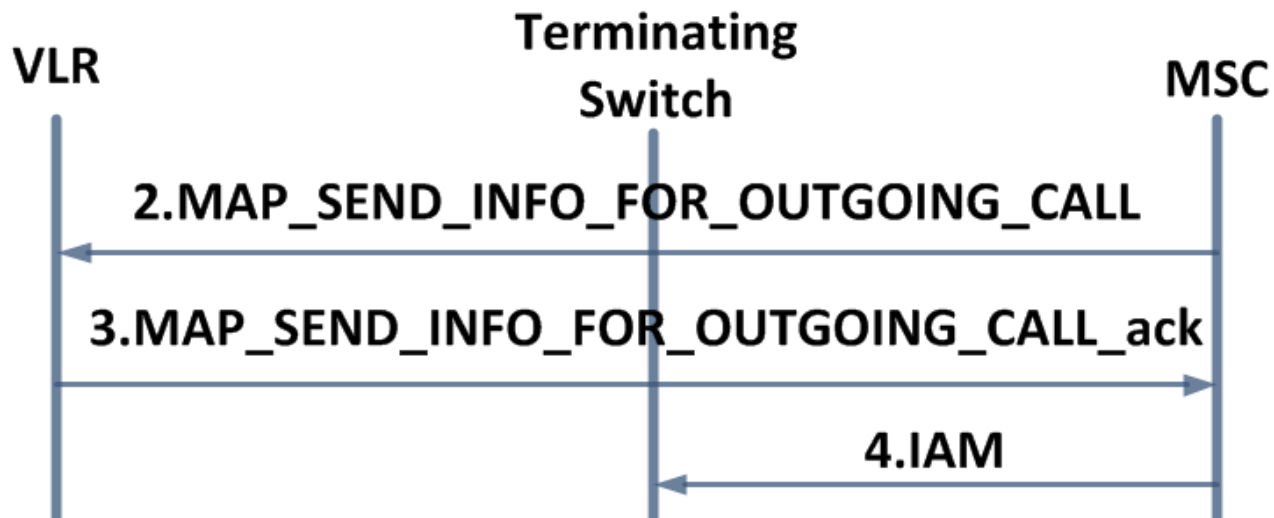 VLR
Terminating
Switch
MSC
2.MAP_SEND_INFO_FOR_OUTGOING_CALL
3.MAP_SEND_INFO_FOR_OUTGOING_CALL_ack
4.IAM